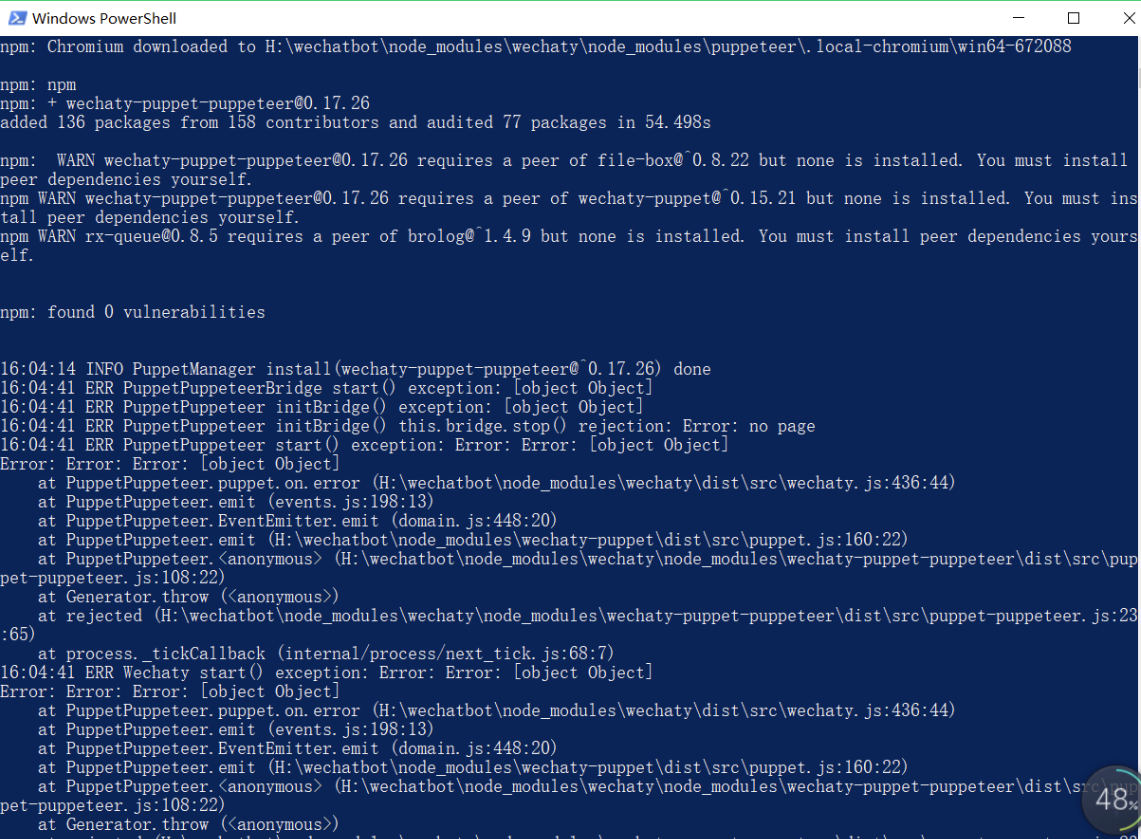 Windows PowerShell
npm: Chromium downloaded to H:\wechatbot\node_modules\wechaty\node_modules\puppeteer\.local-chromium\win64-672088
npm: npm
npm: + wechaty-puppet-puppeteer@0.17.26
added 136 packages from 158 contributors and audited 77 packages in 54.498s
npm:  WARN wechaty-puppet-puppeteer@0.17.26 requires a peer of file-box@^0.8.22 but none is installed. You must install
peer dependencies yourself.
npm WARN wechaty-puppet-puppeteer@0.17.26 requires a peer of wechaty-puppet@^0.15.21 but none is installed. You must ins
tall peer dependencies yourself.
npm WARN rx-queue@0.8.5 requires a peer of brolog@^1.4.9 but none is installed. You must install peer dependencies yours
elf.
npm: found 0 vulnerabilities
16:04:14 INFO PuppetManager install(wechaty-puppet-puppeteer@^0.17.26) done
16:04:41 ERR PuppetPuppeteerBridge start() exception: [object Object]
16:04:41 ERR PuppetPuppeteer initBridge() exception: [object Object]
16:04:41 ERR PuppetPuppeteer initBridge() this.bridge.stop() rejection: Error: no page
16:04:41 ERR PuppetPuppeteer start() exception: Error: Error: [object Object]
Error: Error: Error: [object Object]
    at PuppetPuppeteer.puppet.on.error (H:\wechatbot\node_modules\wechaty\dist\src\wechaty.js:436:44)
    at PuppetPuppeteer.emit (events.js:198:13)
    at PuppetPuppeteer.EventEmitter.emit (domain.js:448:20)
    at PuppetPuppeteer.emit (H:\wechatbot\node_modules\wechaty-puppet\dist\src\puppet.js:160:22)
    at PuppetPuppeteer.<anonymous> (H:\wechatbot\node_modules\wechaty\node_modules\wechaty-puppet-puppeteer\dist\src\pup
pet-puppeteer.js:108:22)
    at Generator.throw (<anonymous>)
    at rejected (H:\wechatbot\node_modules\wechaty\node_modules\wechaty-puppet-puppeteer\dist\src\puppet-puppeteer.js:23
:65)
    at process._tickCallback (internal/process/next_tick.js:68:7)
16:04:41 ERR Wechaty start() exception: Error: Error: [object Object]
Error: Error: Error: [object Object]
    at PuppetPuppeteer.puppet.on.error (H:\wechatbot\node_modules\wechaty\dist\src\wechaty.js:436:44)
    at PuppetPuppeteer.emit (events.js:198:13)
    at PuppetPuppeteer.EventEmitter.emit (domain.js:448:20)
    at PuppetPuppeteer.emit (H:\wechatbot\node_modules\wechaty-puppet\dist\src\puppet.js:160:22)
    at PuppetPuppeteer.<anonymous> (H:\wechatbot\node_modules\wechaty\node_modules\wechaty-puppet-puppeteer\dist\src\pup
48%
pet-puppeteer.js:108:22)
    at Generator.throw (<anonymous>)